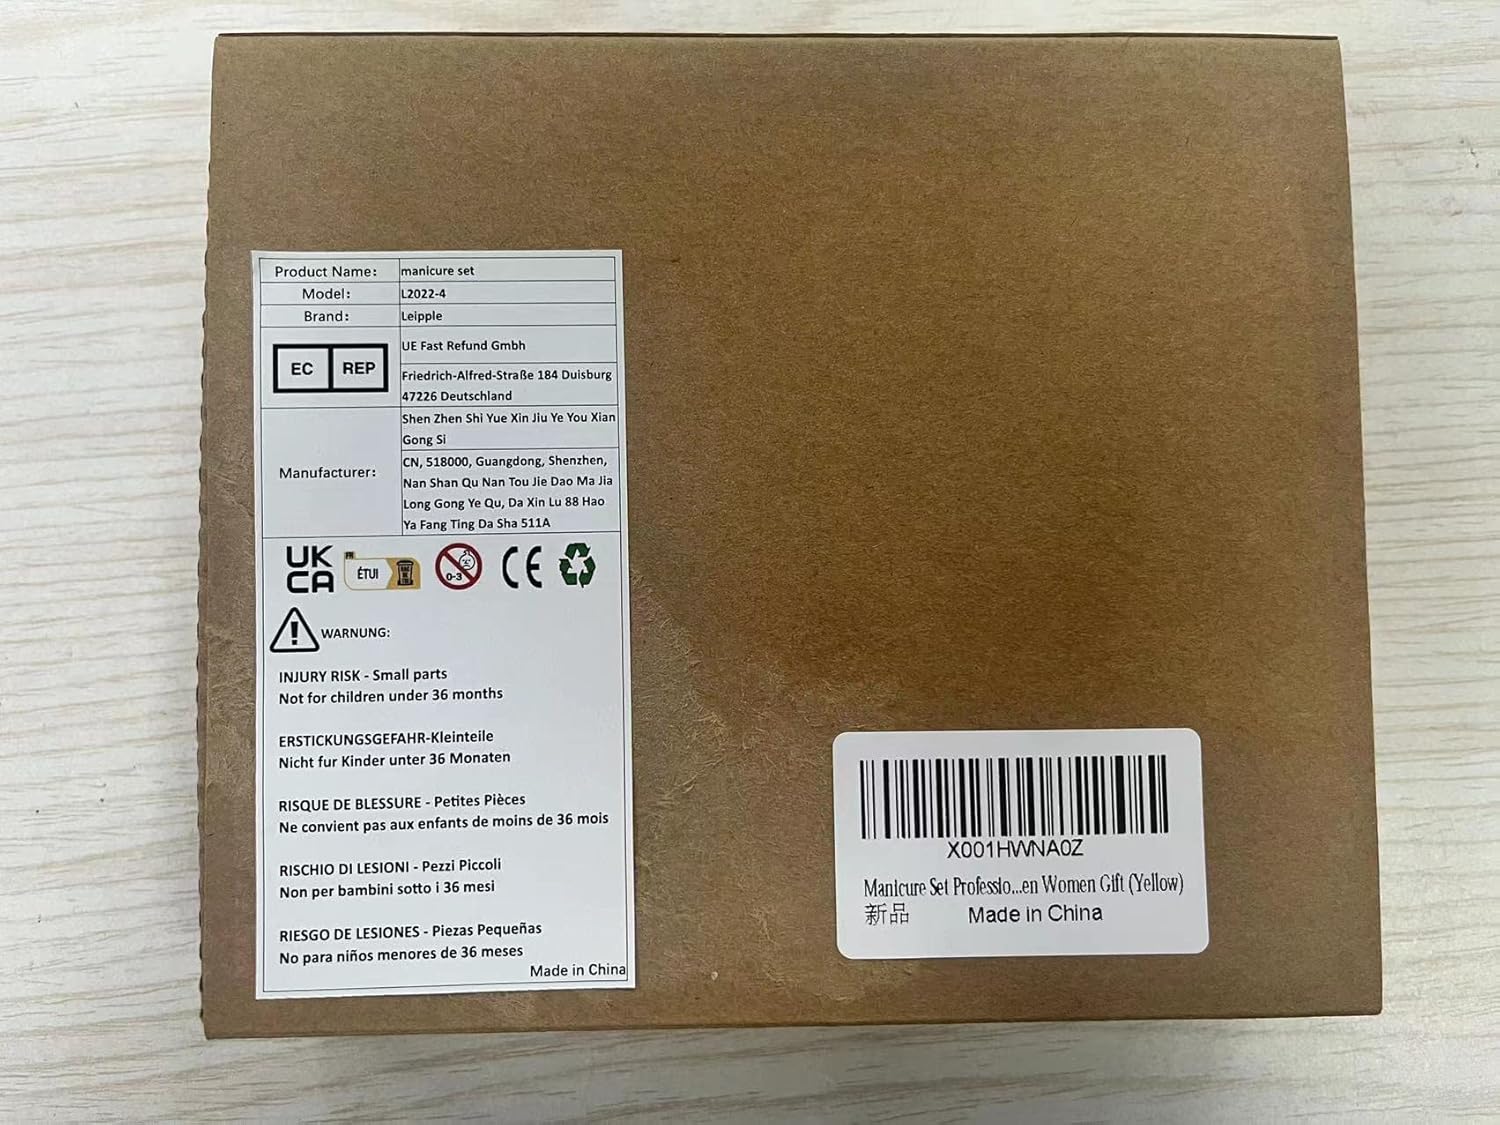 Product Name: manicure set
Model: L2022-4
Brand: Leipple
EC REP
UE Fast Refund Gmbh
Friedrich-Alfred-Straße 184 Duisburg
47226 Deutschland
Manufacturer:
Shen Zhen Shi Yue Xin Jiu Ye You Xian
Gong Si
CN, 518000, Guangdong, Shenzhen,
Nan Shan Qu Nan Tou Jie Dao Ma Jia
Long Gong Ye Qu, Da Xin Lu 88 Hao
Ya Fang Ting Da Sha 511A
UK
CA
FR
ÉTUI
BAC
DE
TRI
0-3
CE
WARNUNG:
INJURY RISK - Small parts
Not for children under 36 months
ERSTICKUNGSGEFAHR-Kleinteile
Nicht fur Kinder unter 36 Monaten
RISQUE DE BLESSURE - Petites Pièces
Ne convient pas aux enfants de moins de 36 mois
RISCHIO DI LESIONI - Pezzi Piccoli
Non per bambini sotto i 36 mesi
RIESGO DE LESIONES - Piezas Pequeñas
No para niños menores de 36 meses
Made in China
X001HWNA0Z
Manicure Set Professio...en Women Gift (Yellow)
新品 Made in China